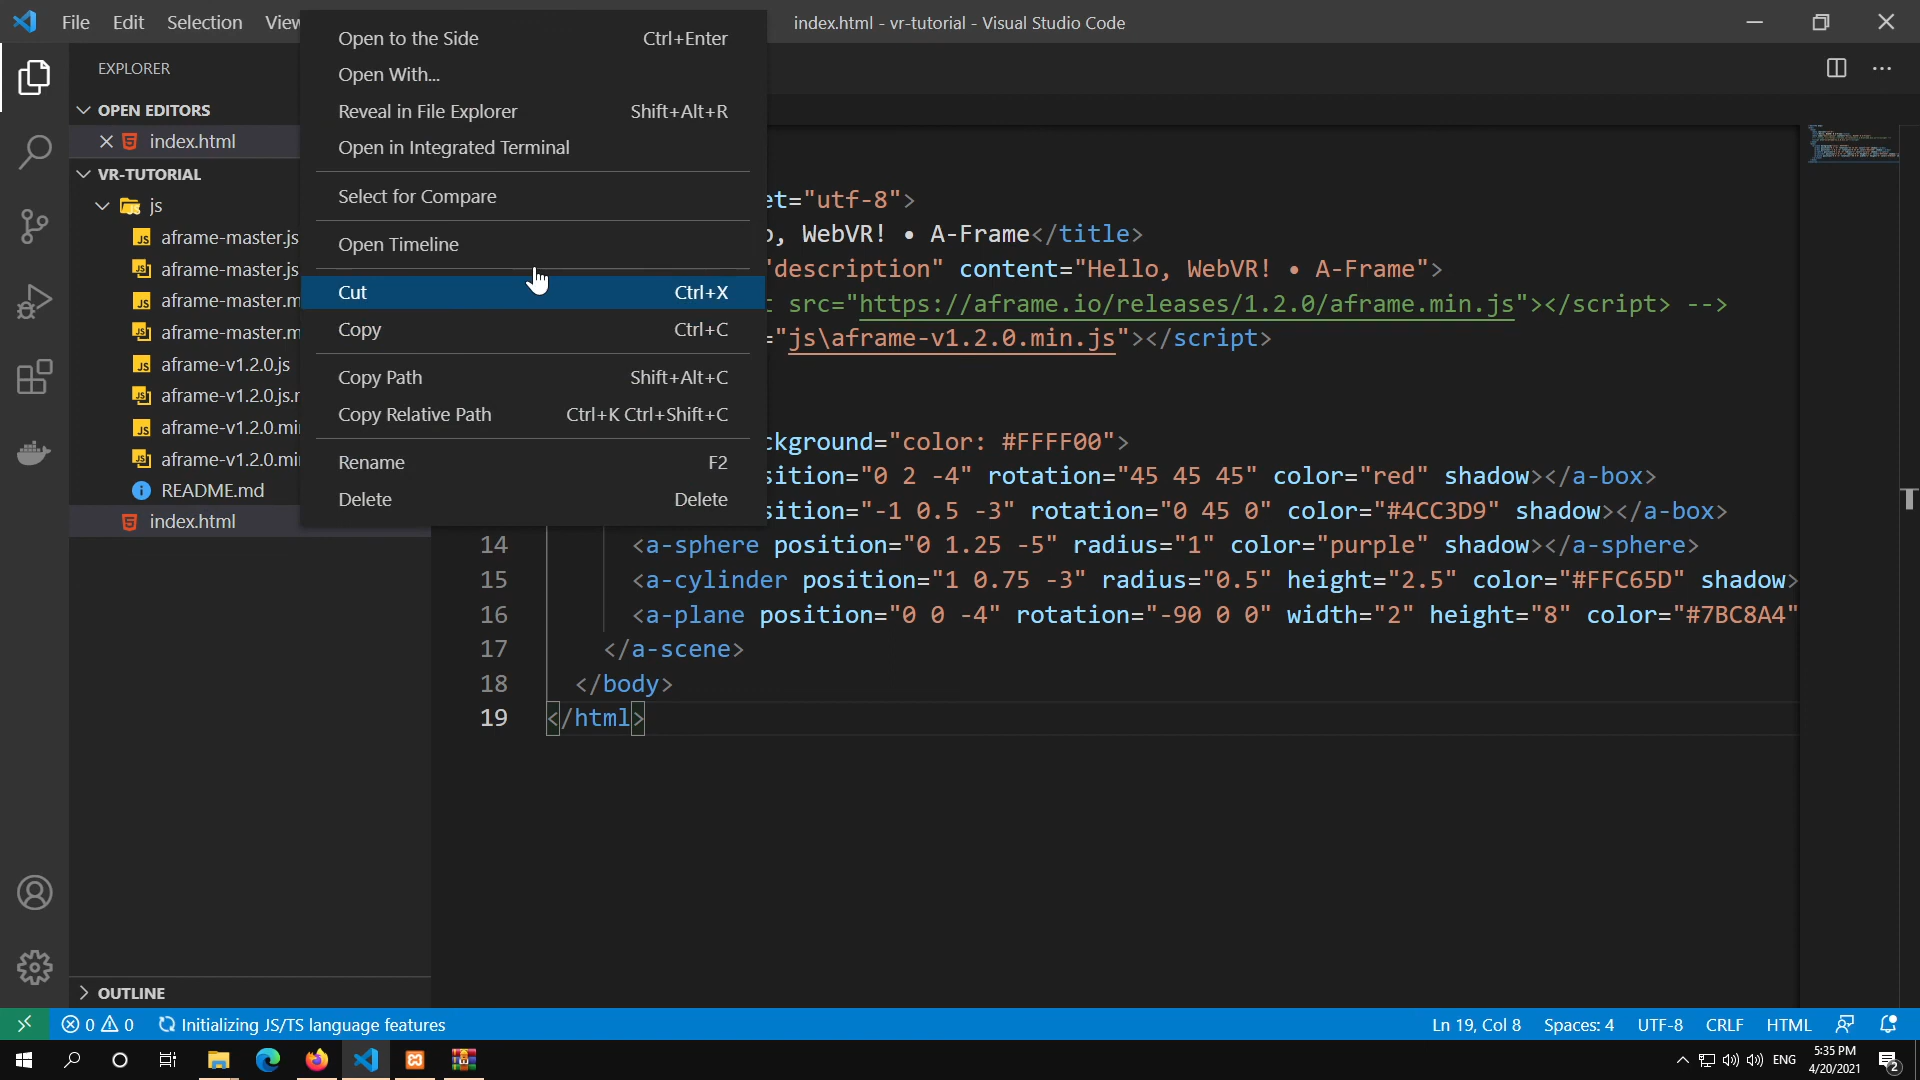 File Edit Selection View
index.html - vr-tutorial - Visual Studio Code
EXPLORER
OPEN EDITORS
index.html
VR-TUTORIAL
js
aframe-master.js
aframe-master.js
aframe-master.m
aframe-master.m
aframe-v1.2.0.js
aframe-v1.2.0.js.r
aframe-v1.2.0.mi
aframe-v1.2.0.mi
README.md
index.html
OUTLINE
Open to the Side Ctrl+Enter
Open With...
Reveal in File Explorer Shift+Alt+R
Open in Integrated Terminal
Select for Compare
Open Timeline
Cut Ctrl+X
Copy Ctrl+C
Copy Path Shift+Alt+C
Copy Relative Path Ctrl+K Ctrl+Shift+C
Rename F2
Delete Delete
et="utf-8">
o, WebVR! • A-Frame</title>
"description" content="Hello, WebVR! • A-Frame">
t src="https://aframe.io/releases/1.2.0/aframe.min.js"></script> -->
="js\aframe-v1.2.0.min.js"></script>
ckground="color: #FFFF00">
sition="0 2 -4" rotation="45 45 45" color="red" shadow></a-box>
sition="-1 0.5 -3" rotation="0 45 0" color="#4CC3D9" shadow></a-box>
14 <a-sphere position="0 1.25 -5" radius="1" color="purple" shadow></a-sphere>
15 <a-cylinder position="1 0.75 -3" radius="0.5" height="2.5" color="#FFC65D" shadow>
16 <a-plane position="0 0 -4" rotation="-90 0 0" width="2" height="8" color="#7BC8A4"
17 </a-scene>
18 </body>
19 </html>
0 0 Initializing JS/TS language features
Ln 19, Col 8 Spaces: 4 UTF-8 CRLF HTML
ENG 5:35 PM
4/20/2021
2